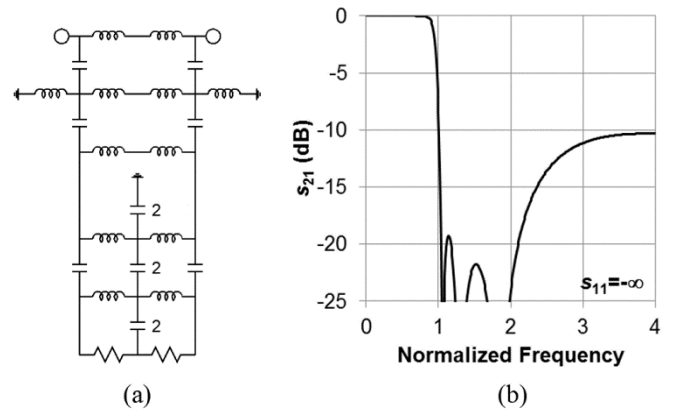 2
2
2
(a)
0
-5
-10
-15
-20
-25
s21 (dB)
s11=-∞
0 1 2 3 4
Normalized Frequency
(b)